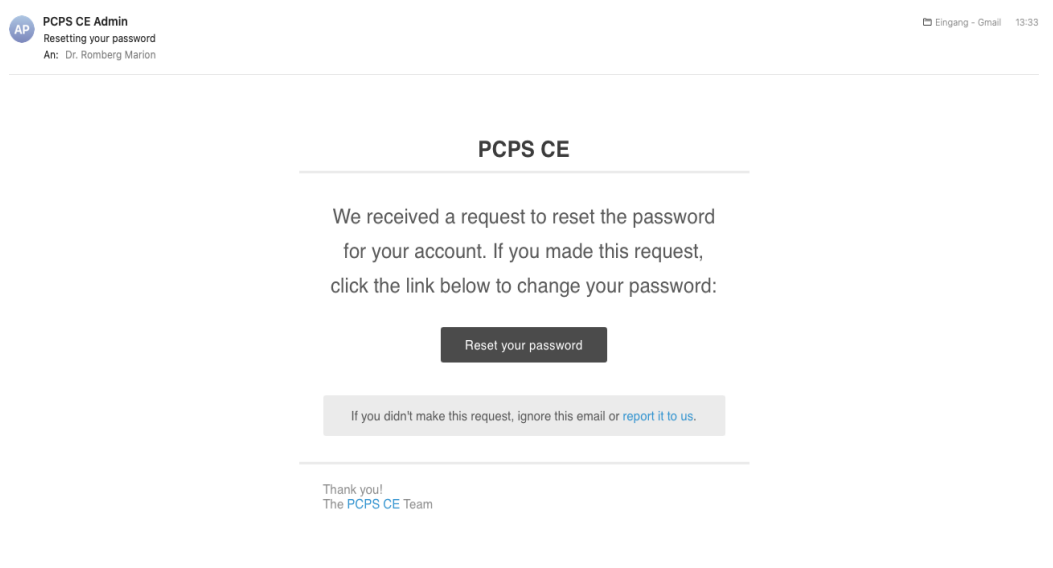 AP
PCPS CE Admin
Resetting your password
An: Dr. Romberg Marion
Eingang - Gmail 13:33
PCPS CE
We received a request to reset the password
for your account. If you made this request,
click the link below to change your password:
Reset your password
If you didn't make this request, ignore this email or report it to us.
Thank you!
The PCPS CE Team